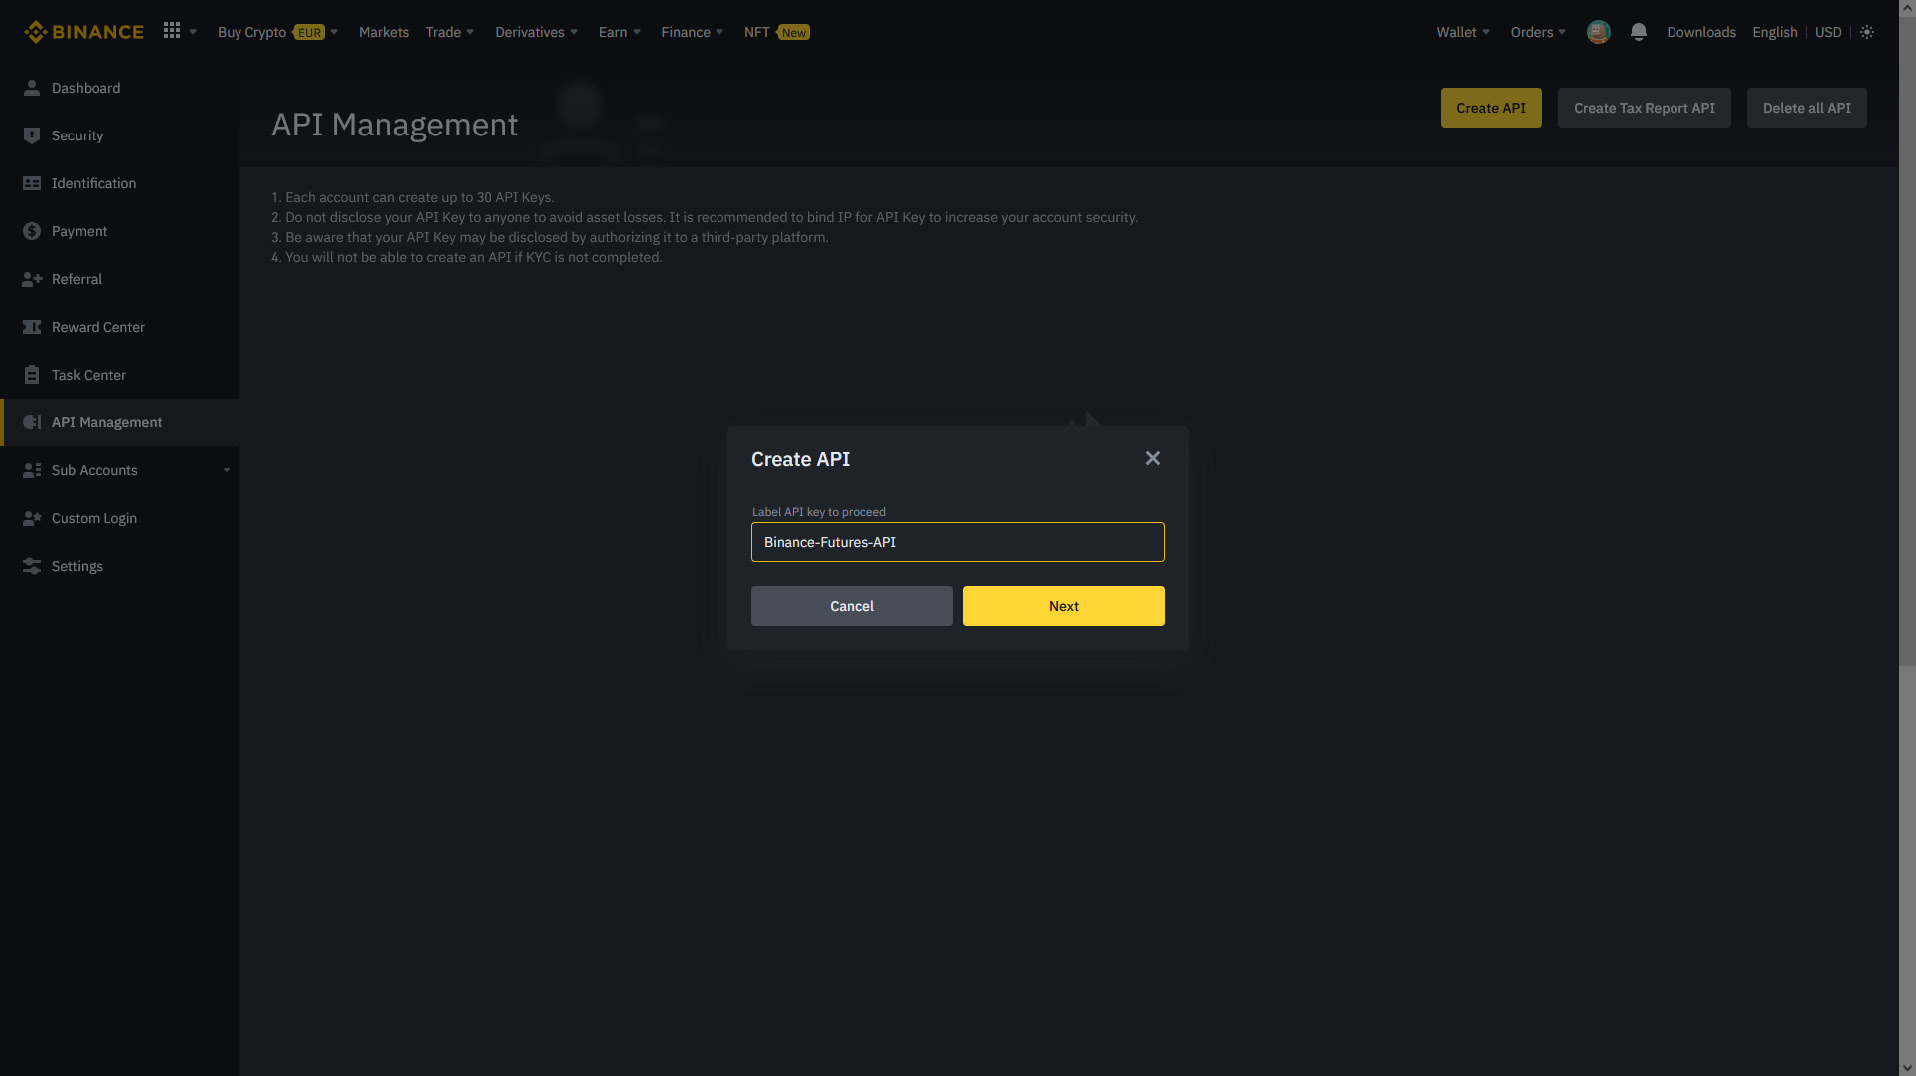 BINANCE
Buy Crypto EUR
Markets
Trade
Derivatives
Earn
Finance
NFT New
Wallet
Orders
Downloads
English | USD |
Dashboard
Security
Identification
Payment
Referral
Reward Center
Task Center
API Management
Sub Accounts
Custom Login
Settings
API Management
Create API
Create Tax Report API
Delete all API
1. Each account can create up to 30 API Keys.
2. Do not disclose your API Key to anyone to avoid asset losses. It is recommended to bind IP for API Key to increase your account security.
3. Be aware that your API Key may be disclosed by authorizing it to a third-party platform.
4. You will not be able to create an API if KYC is not completed.
Create API
Label API key to proceed
Binance-Futures-API
Cancel
Next